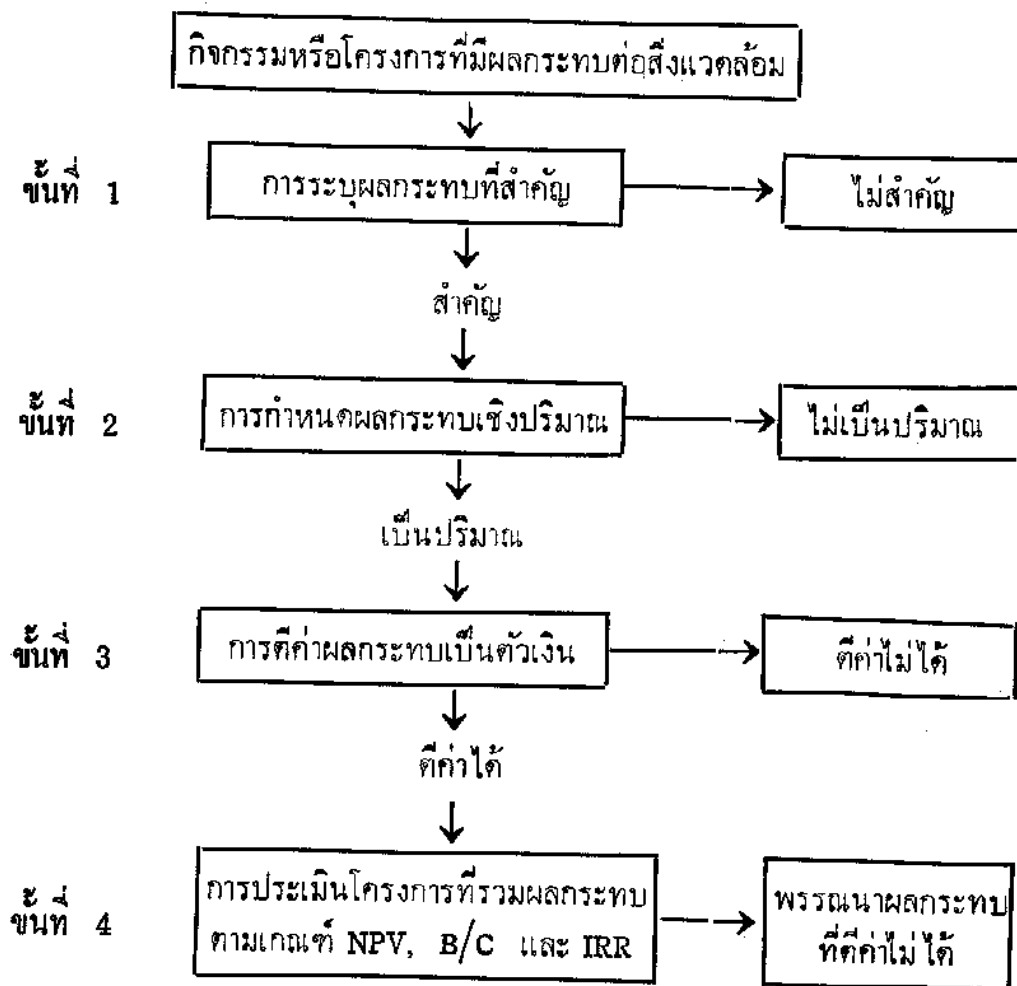 กิจกรรมหรือโครงการที่มีผลกระทบต่อสิ่งแวดล้อม
ขั้นที่ 1
การระบุผลกระทบที่สำคัญ
ไม่สำคัญ
สำคัญ
ขั้นที่ 2
การกำหนดผลกระทบเชิงปริมาณ
ไม่เป็นปริมาณ
เป็นปริมาณ
ขั้นที่ 3
การตีค่าผลกระทบเป็นตัวเงิน
ตีค่าไม่ได้
ตีค่าได้
ขั้นที่ 4
การประเมินโครงการที่รวมผลกระทบ
ตามเกณฑ์ NPV, B/C และ IRR
พรรณนาผลกระทบ
ที่ตีค่าไม่ได้